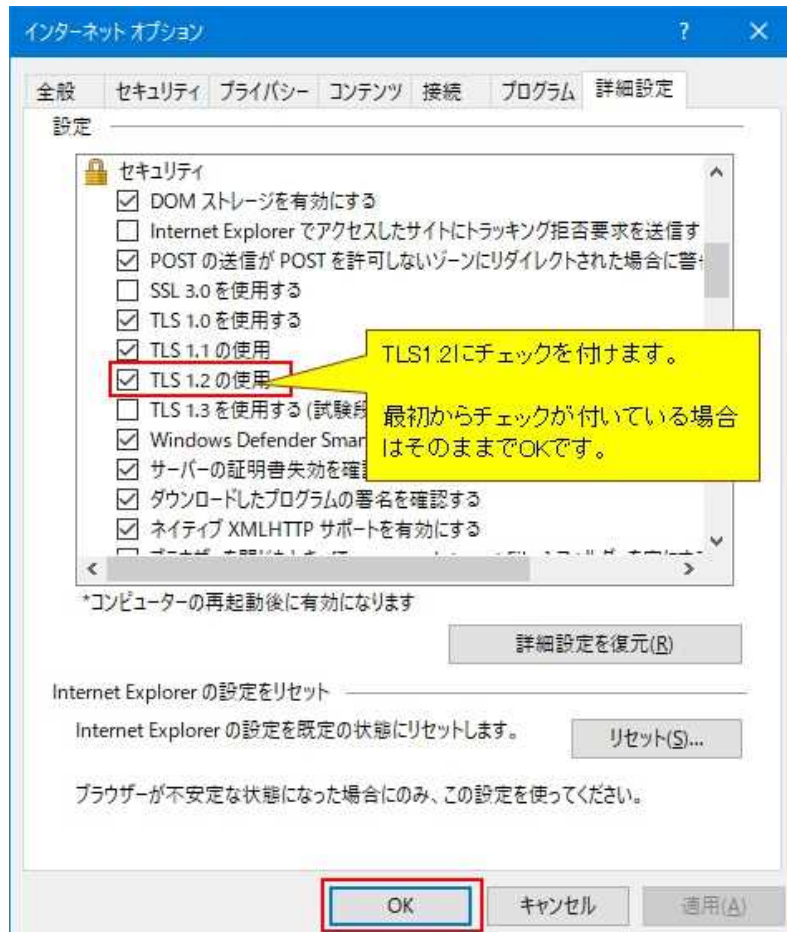 インターネット オプション
全般 セキュリティ プライバシー コンテンツ 接続 プログラム 詳細設定
設定
セキュリティ
DOM ストレージを有効にする
Internet Explorer でアクセスしたサイトにトラッキング拒否要求を送信す
POST の送信が POST を許可しないゾーンにリダイレクトされた場合に警
SSL 3.0 を使用する
TLS 1.0 を使用する
TLS 1.1 の使用
TLS 1.2 の使用
TLS 1.3 を使用する (試験段
Windows Defender Smar
サーバーの証明書失効を確認
ダウンロードしたプログラムの署名を確認する
ネイティブ XMLHTTP サポートを有効にする
TLS1.2にチェックを付けます。
最初からチェックが付いている場合
はそのままでOKです。
*コンピューターの再起動後に有効になります
詳細設定を復元(R)
Internet Explorer の設定をリセット
Internet Explorer の設定を既定の状態にリセットします。
リセット(S)...
ブラウザーが不安定な状態になった場合にのみ、この設定を使ってください。
OK キャンセル 適用(A)